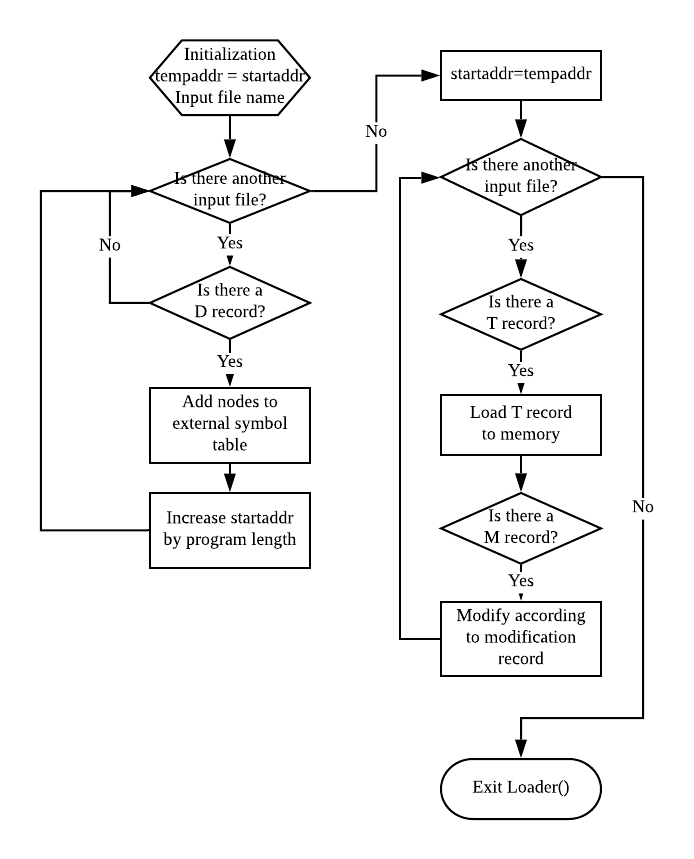 Initialization
tempaddr = startaddr
Input file name
Is there another
input file?
No
Yes
Is there a
D record?
No
Yes
Add nodes to
external symbol
table
Increase startaddr
by program length
startaddr=tempaddr
Is there another
input file?
Yes
Is there a
T record?
Yes
Load T record
to memory
Is there a
M record?
Yes
Modify according
to modification
record
No
Exit Loader()